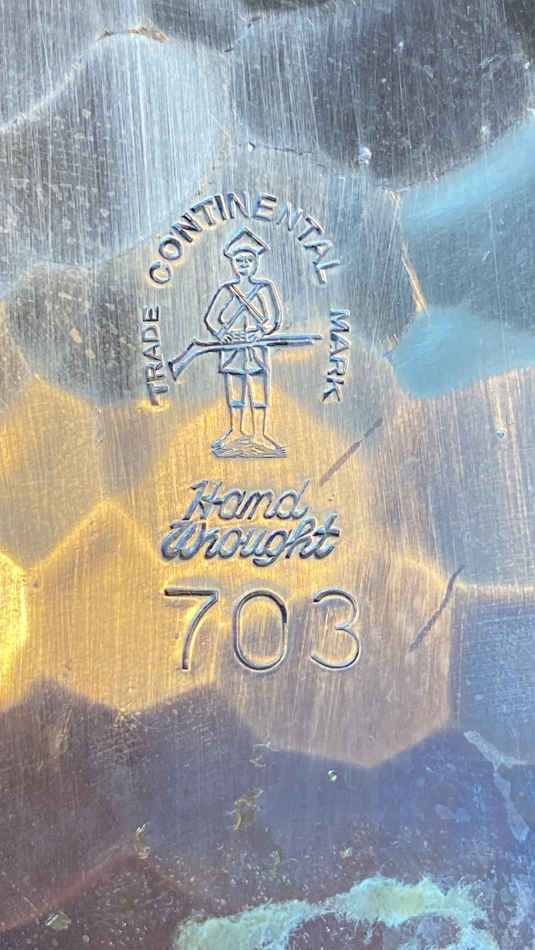 TRADE CONTINENTAL MARK
Hand
Wrought
703